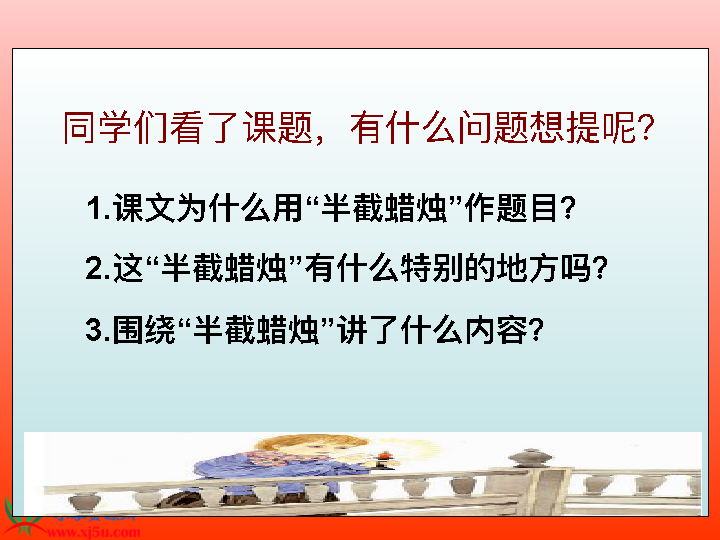 同学们看了课题，有什么问题想提呢?
1.课文为什么用“半截蜡烛”作题目?
2.这“半截蜡烛”有什么特别的地方吗?
3.围绕“半截蜡烛”讲了什么内容?
www.xj5u.com